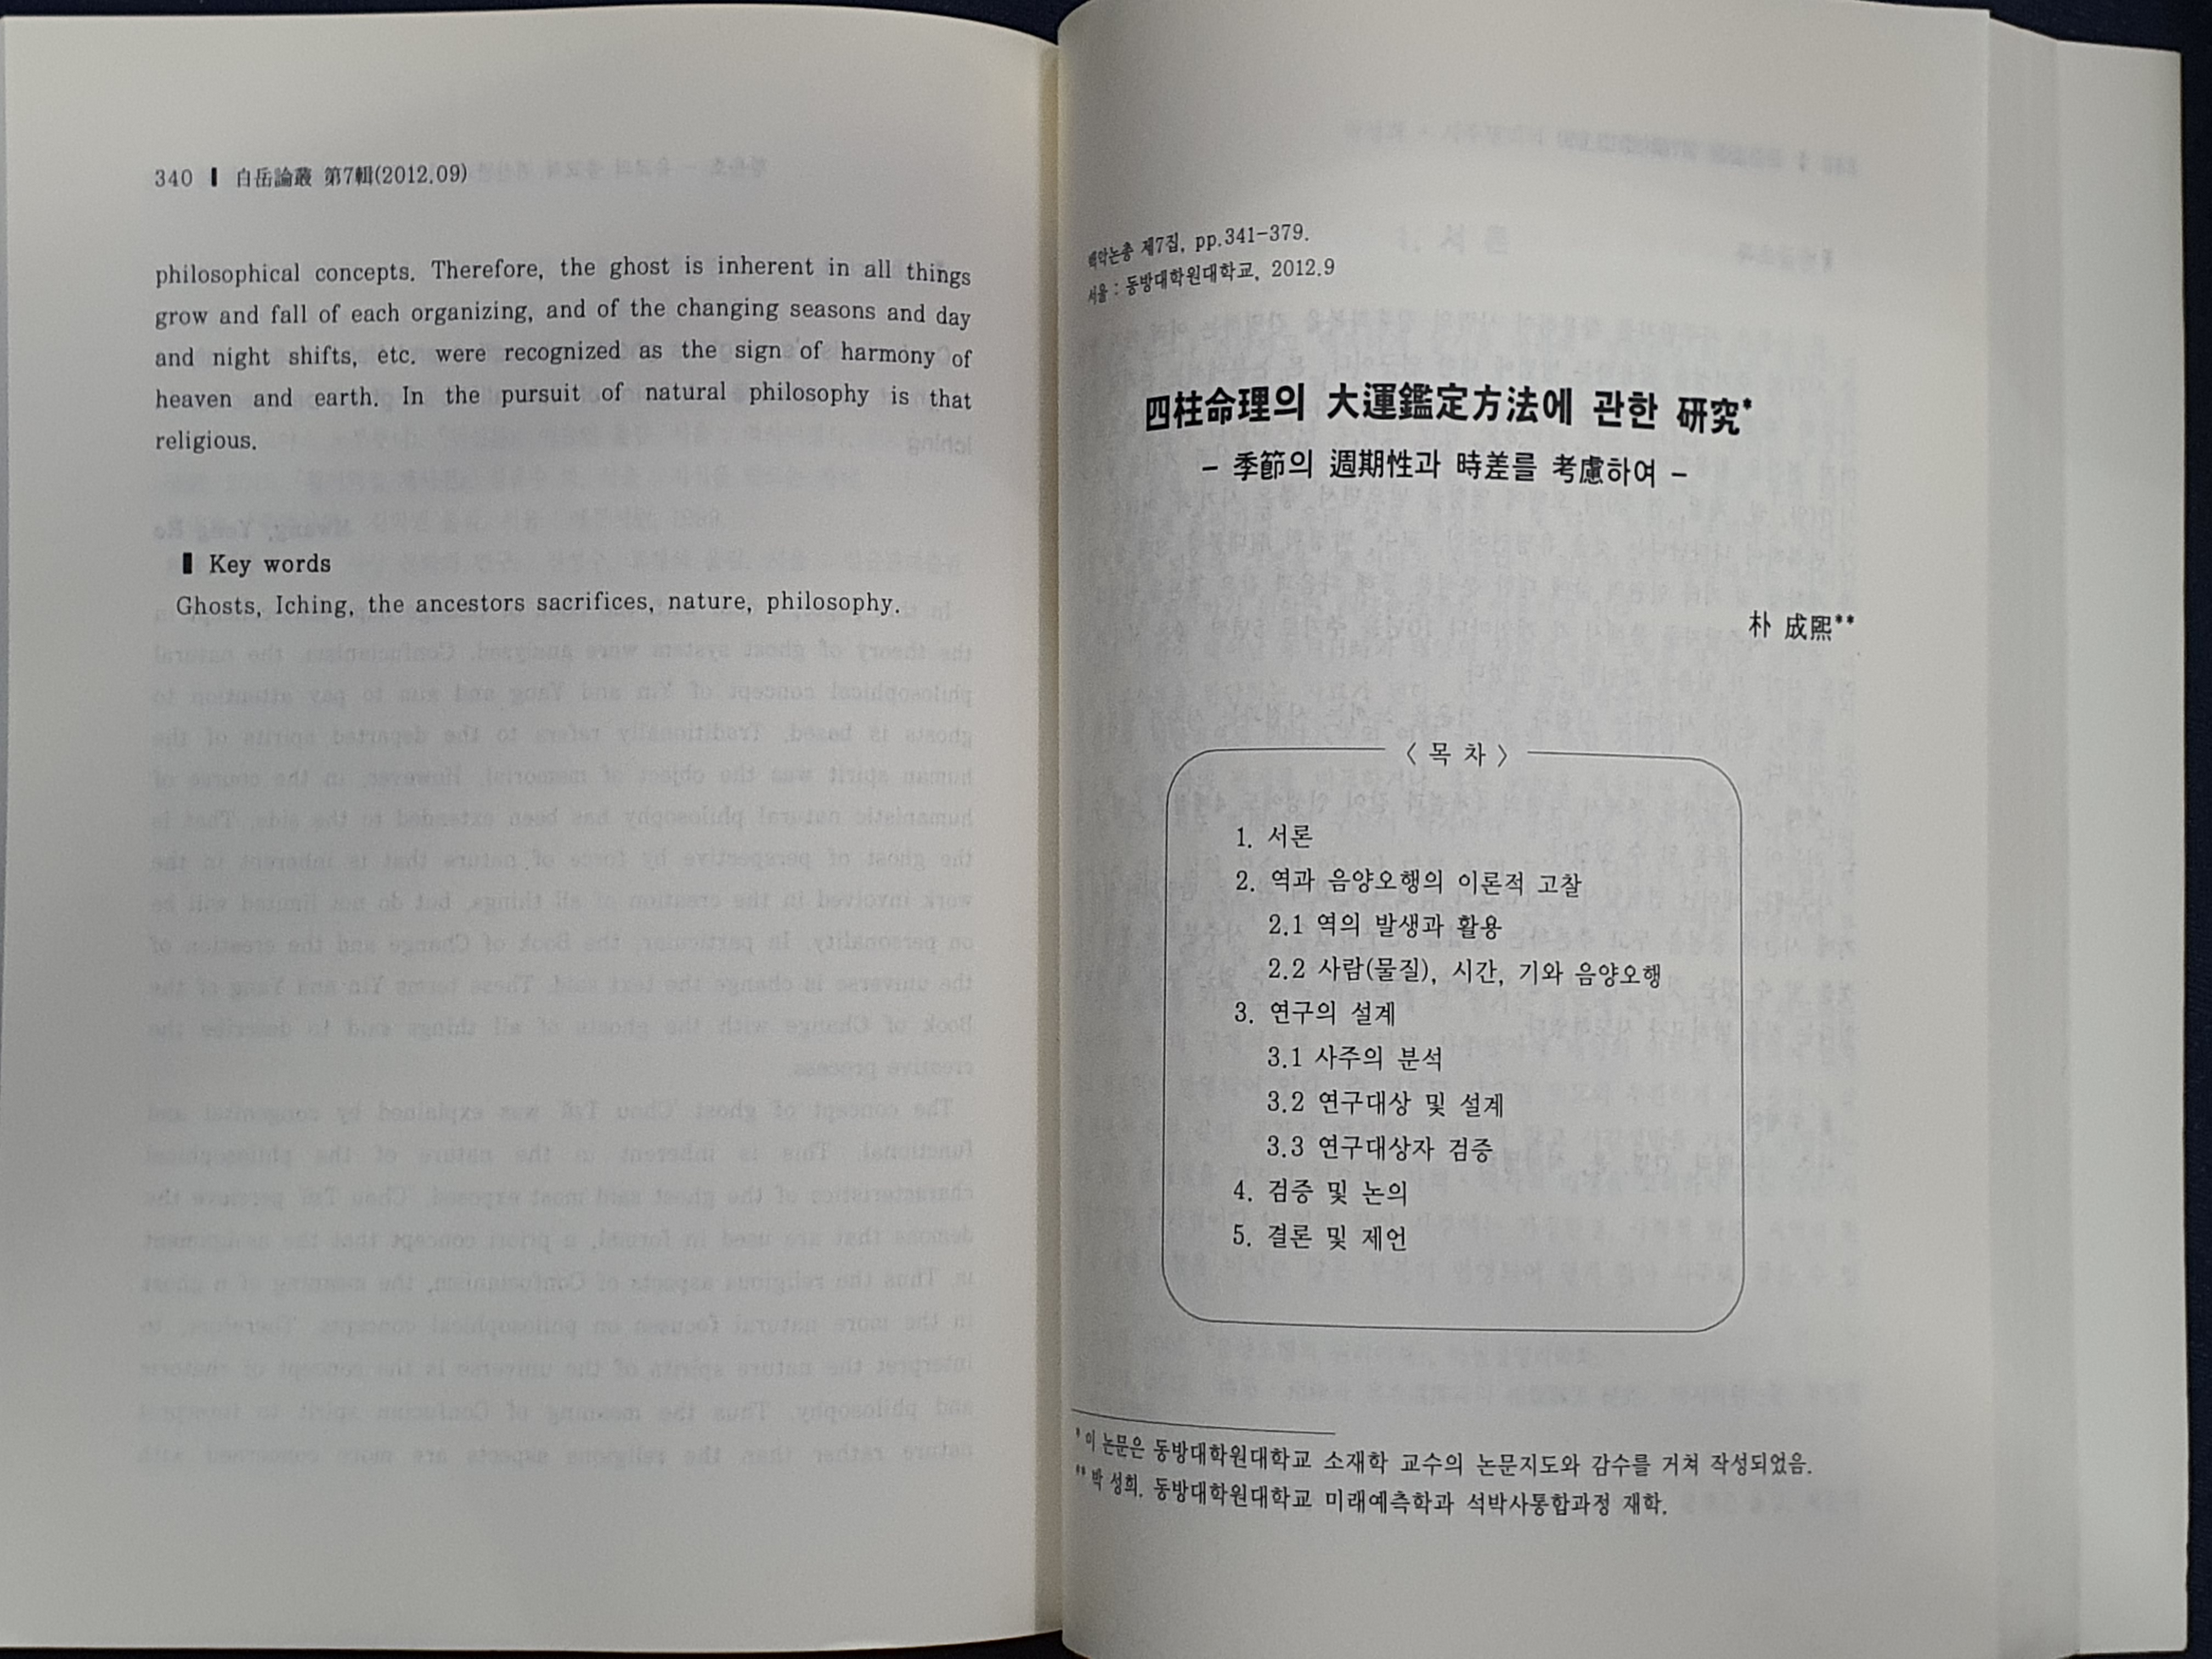 340 ▌ 白岳論叢 第7輯(2012.09)
philosophical concepts. Therefore, the ghost is inherent in all things
grow and fall of each organizing, and of the changing seasons and day
and night shifts, etc. were recognized as the sign of harmony of
heaven and earth. In the pursuit of natural philosophy is that
religious.
▌ Key words
Ghosts, Iching, the ancestors sacrifices, nature, philosophy.
백악논총 제7집, pp.341-379.
서울 : 동방대학원대학교, 2012.9
四柱命理의 大運鑑定方法에 관한 研究*
- 季節의 週期性과 時差를 考慮하여 -
朴 成熙**
〈 목 차 〉
1. 서론
2. 역과 음양오행의 이론적 고찰
2.1 역의 발생과 활용
2.2 사람(물질), 시간, 기와 음양오행
3. 연구의 설계
3.1 사주의 분석
3.2 연구대상 및 설계
3.3 연구대상자 검증
4. 검증 및 논의
5. 결론 및 제언
* 이 논문은 동방대학원대학교 소재학 교수의 논문지도와 감수를 거쳐 작성되었음.
** 박 성희. 동방대학원대학교 미래예측학과 석박사통합과정 재학.